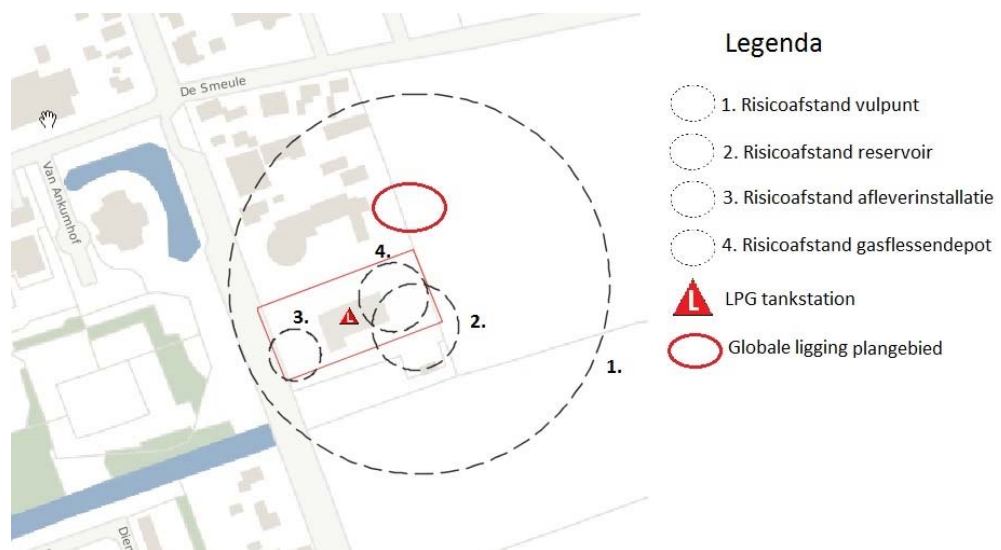 De Smeule
Van Ankumhof
4.
3.
2.
1.
L
Legenda
1. Risicoafstand vulpunt
2. Risicoafstand reservoir
3. Risicoafstand afleverinstallatie
4. Risicoafstand gasflessendepot
L LPG tankstation
Globale ligging plangebied
Dien